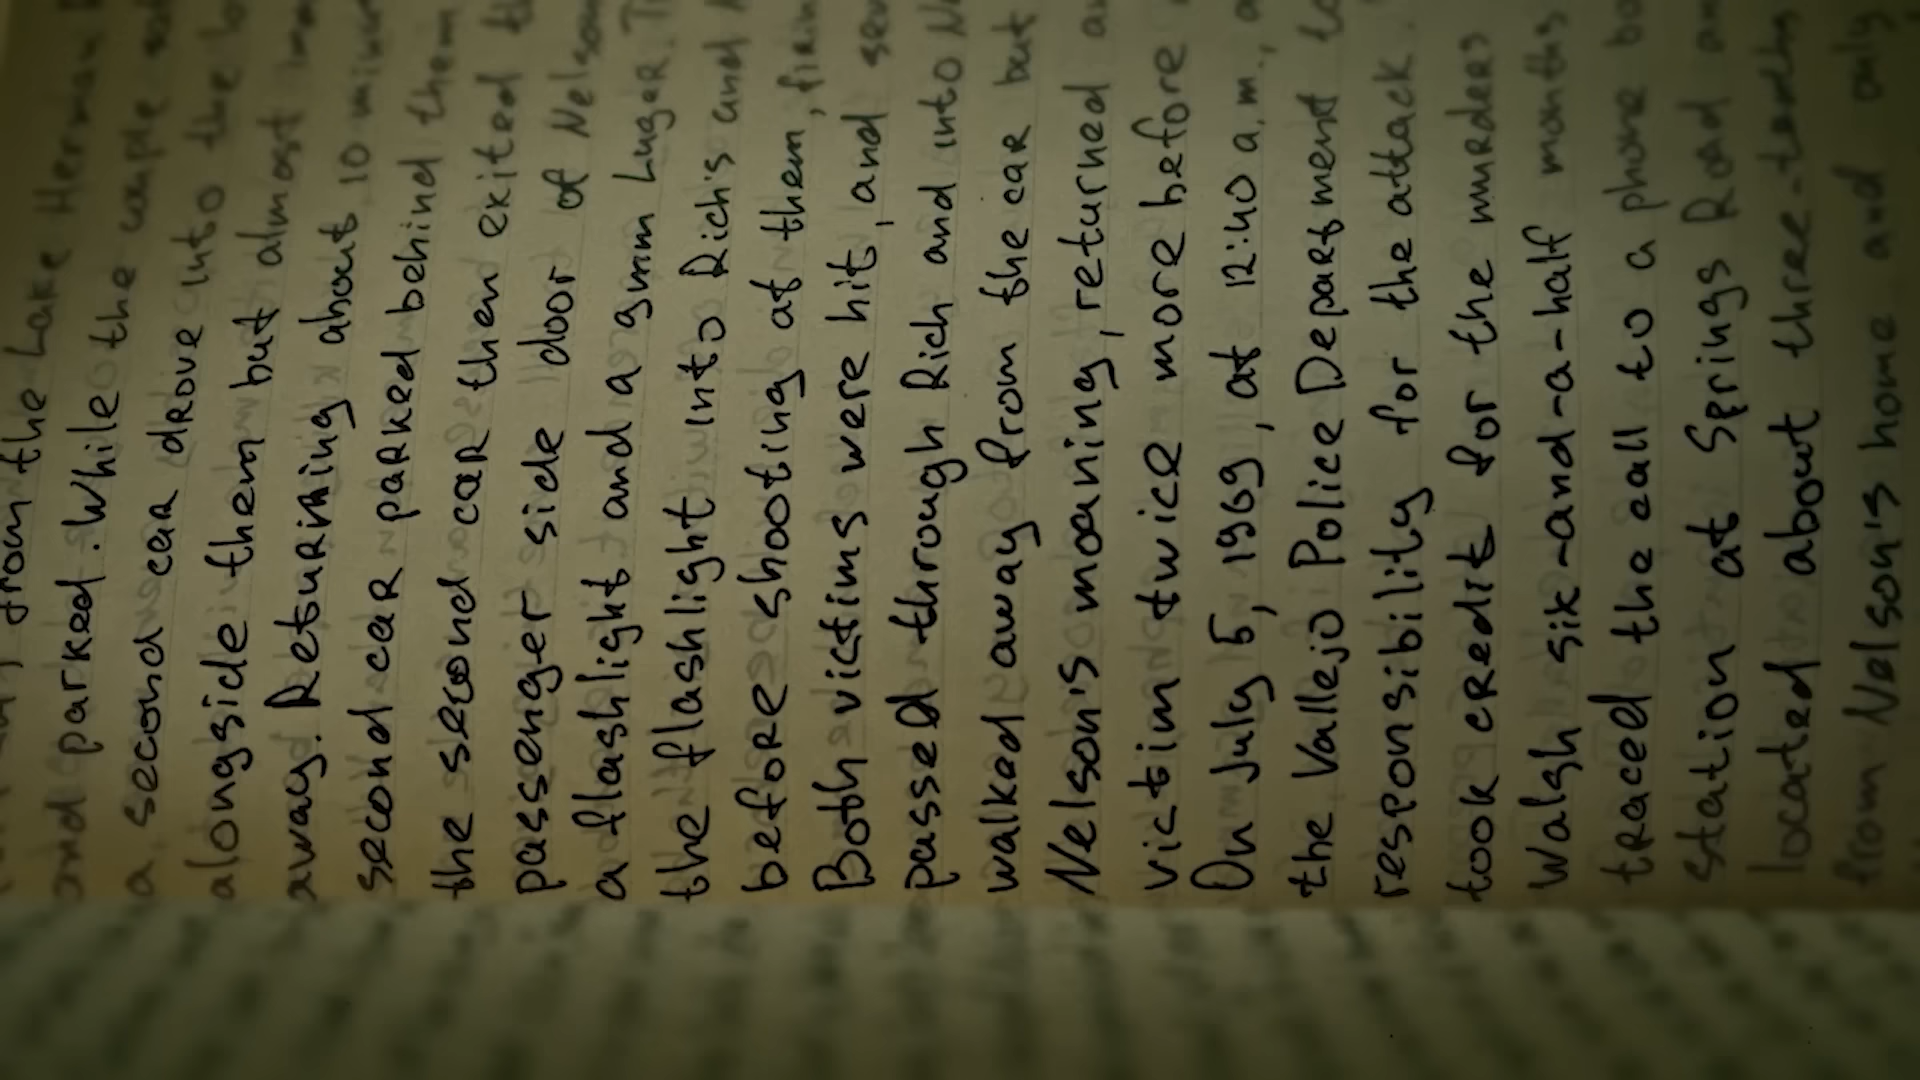 from the Lake Herman
and parked. While the couple
a second car drove into the
alongside them but almost
away. Returning about 10
second car parked behind them
the second car then exited
passenger side door of Nelson
a flashlight and a 9mm Luger.
the flashlight into Rich's and
before shooting at them,
Both victims were hit, and
passed through Rich and into
walked away from the car but
Nelson's moaning, returned
victim twice more before
On July 5, 1969, at 12:40 a.m.,
the Vallejo Police Department
responsibility for the attack.
took credit for the murders
Walsh sik-and-a-half months
traced the call to a phone
station at Springs Road
located about three-tenths
from Nelson's home and only